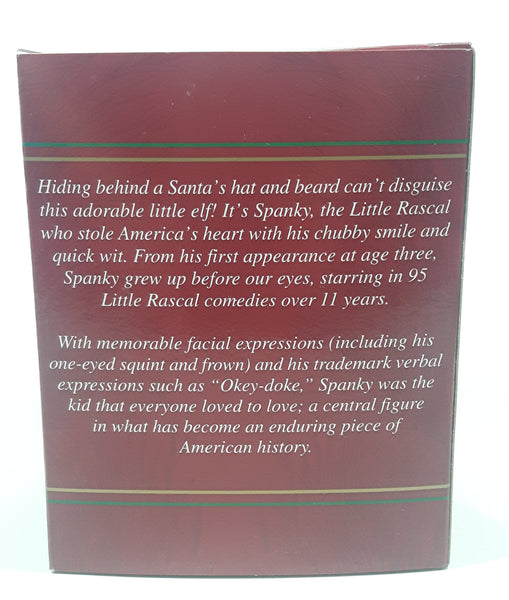 Hiding behind a Santa's hat and beard can't disguise
this adorable little elf! It's Spanky, the Little Rascal
who stole America's heart with his chubby smile and
quick wit. From his first appearance at age three,
Spanky grew up before our eyes, starring in 95
Little Rascal comedies over 11 years.
With memorable facial expressions (including his
one-eyed squint and frown) and his trademark verbal
expressions such as “Okey-doke,” Spanky was the
kid that everyone loved to love; a central figure
in what has become an enduring piece of
American history.